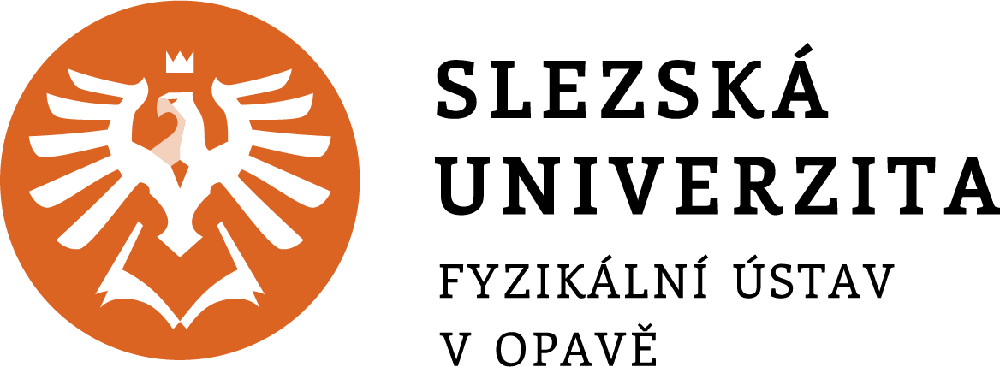 SLEZSKÁ
UNIVERZITA
FYZIKÁLNÍ ÚSTAV
V OPAVĚ